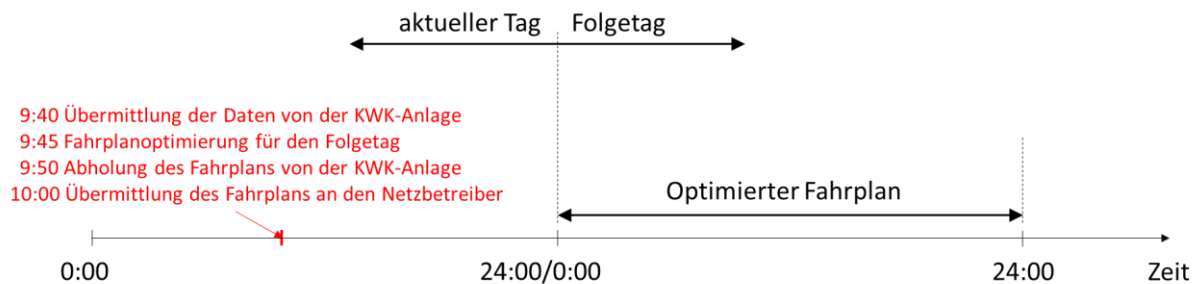 aktueller Tag Folgetag
9:40 Übermittlung der Daten von der KWK-Anlage
9:45 Fahrplanoptimierung für den Folgetag
9:50 Abholung des Fahrplans von der KWK-Anlage
10:00 Übermittlung des Fahrplans an den Netzbetreiber
Optimierter Fahrplan
0:00 24:00/0:00 24:00 Zeit